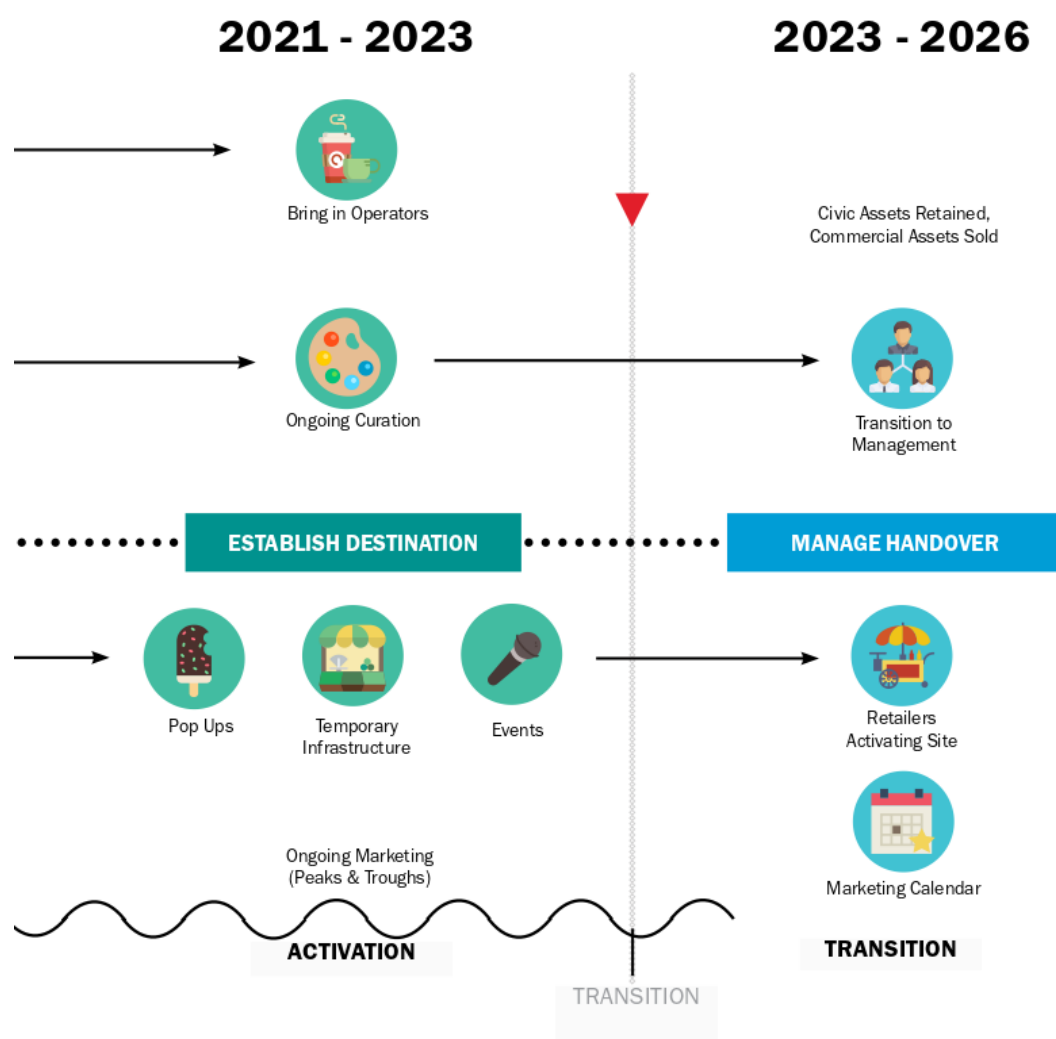 2021 - 2023
2023 - 2026
Bring in Operators
Civic Assets Retained,
Commercial Assets Sold
Ongoing Curation
Transition to
Management
ESTABLISH DESTINATION
MANAGE HANDOVER
Pop Ups
Temporary
Infrastructure
Events
Retailers
Activating Site
Marketing Calendar
Ongoing Marketing
(Peaks & Troughs)
ACTIVATION
TRANSITION
TRANSITION